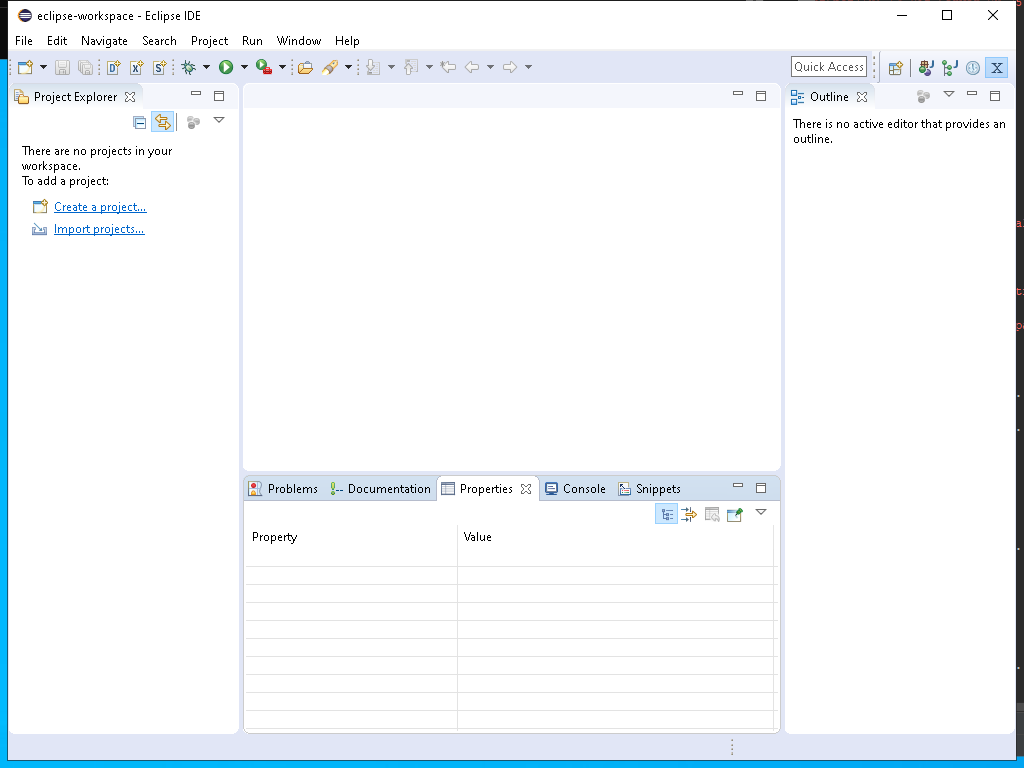 eclipse-workspace - Eclipse IDE
File Edit Navigate Search Project Run Window Help
Quick Access
Project Explorer
There are no projects in your
workspace.
To add a project:
Create a project...
Import projects...
Outline
There is no active editor that provides an
outline.
Problems Documentation Properties Console Snippets
Property Value